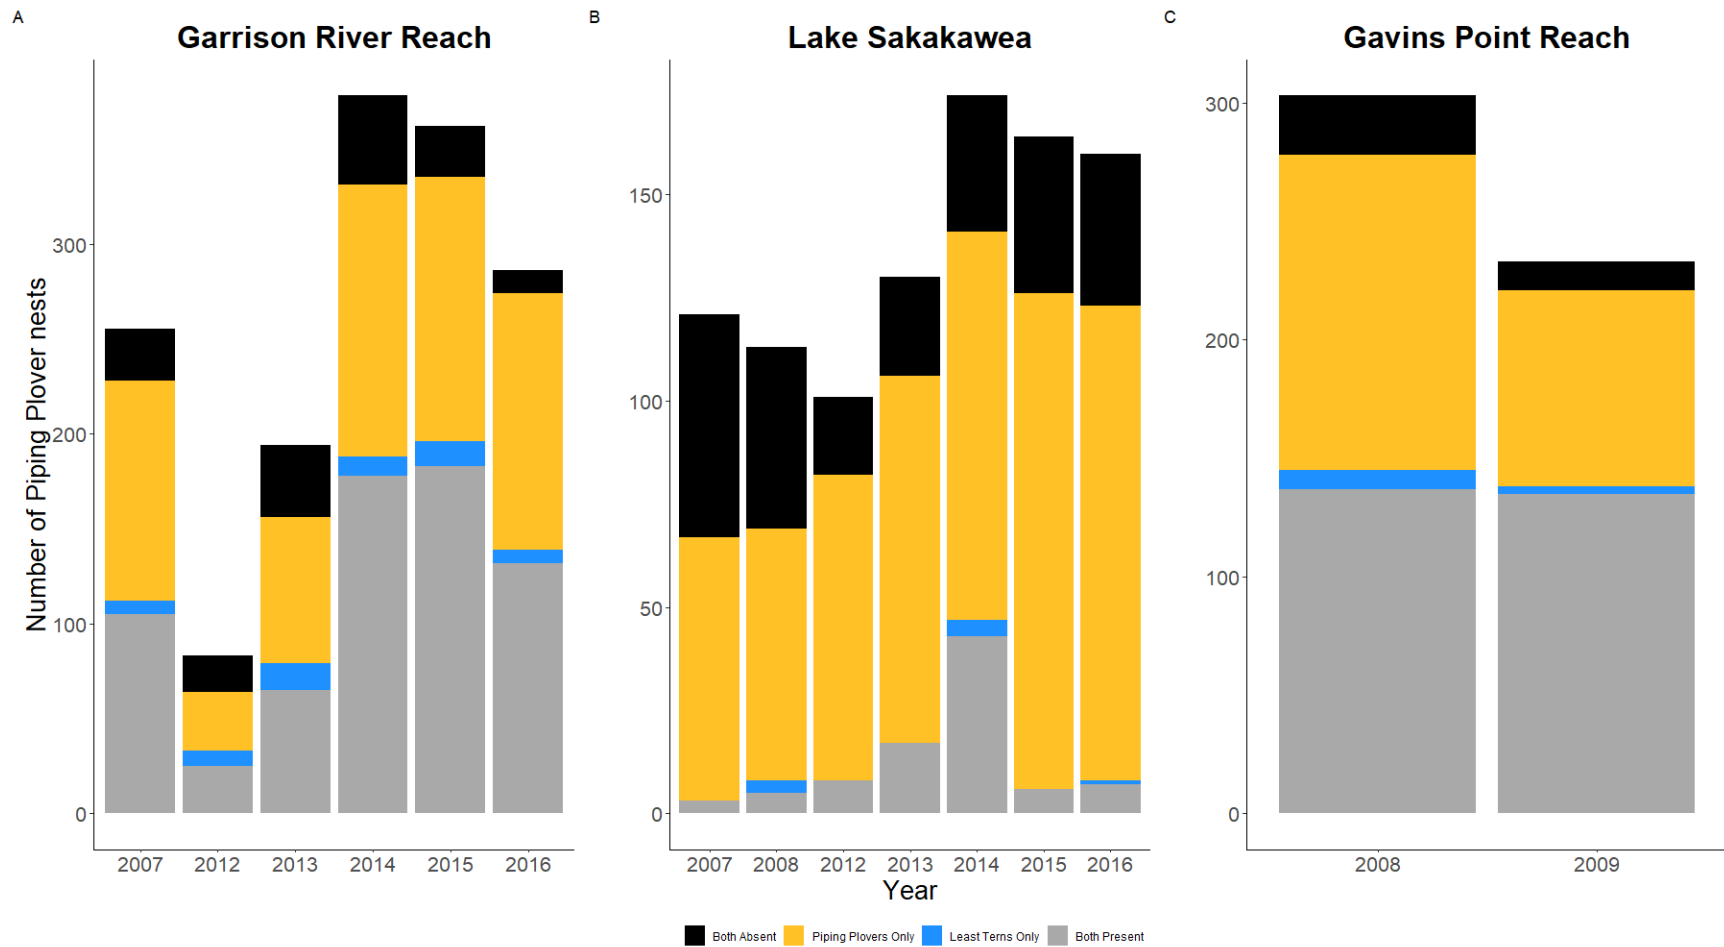 A
Garrison River Reach
B
Lake Sakakawea
C
Gavins Point Reach
Number of Piping Plover nests
300
200
100
0
2007 2012 2013 2014 2015 2016
150
100
50
0
2007 2008 2012 2013 2014 2015 2016
300
200
100
0
2008 2009
Year
Both Absent Piping Plovers Only Least Terns Only Both Present